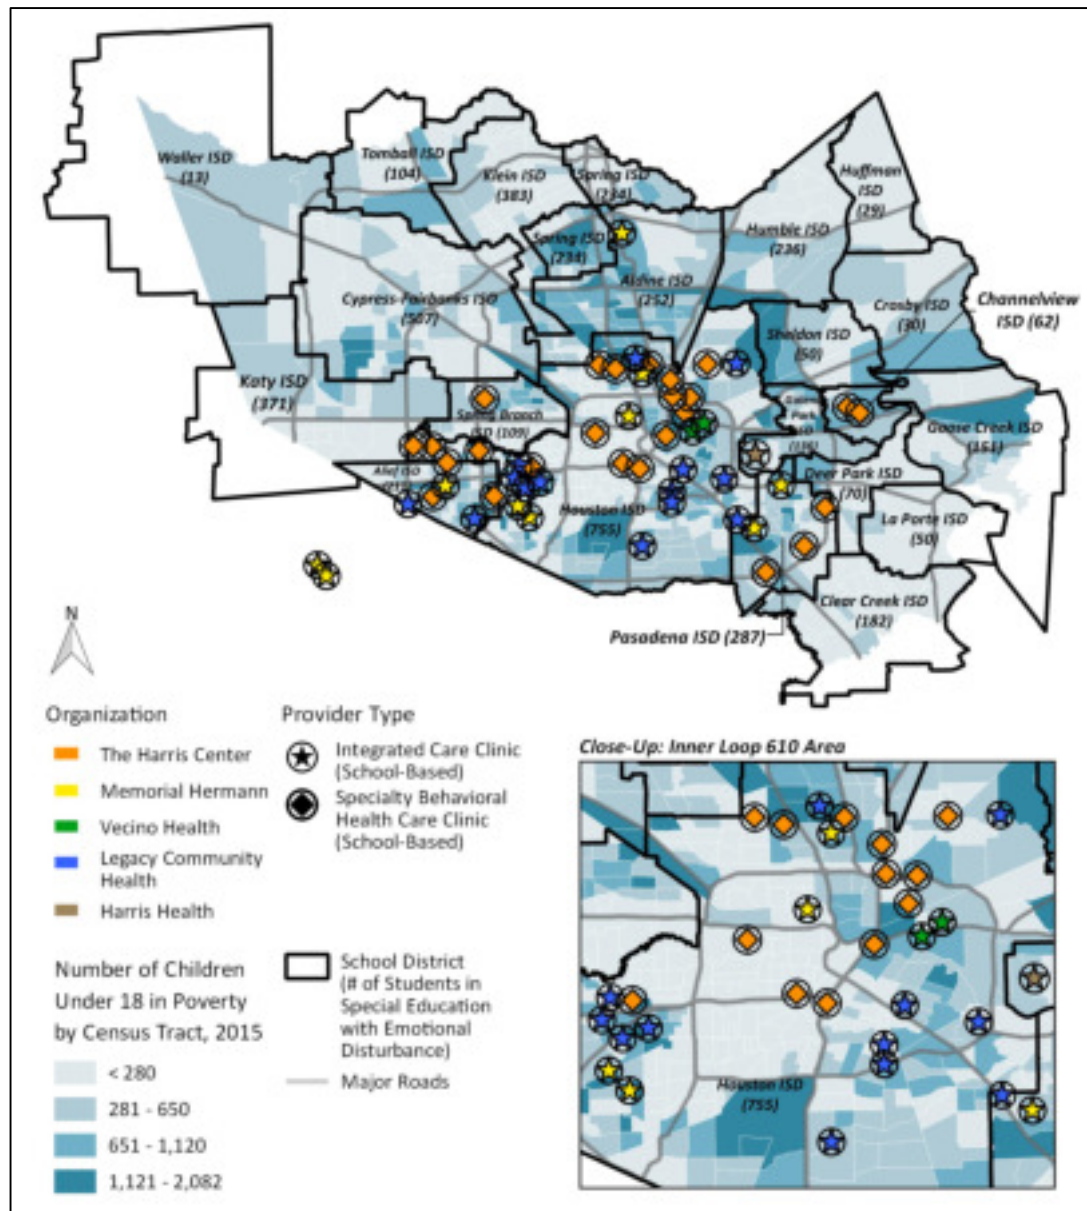 Waller ISD
(13)
Tomball ISD
(104)
Klein ISD
(383)
Spring ISD
(234)
Huffman
ISD
(29)
Humble ISD
(236)
Spring ISD
(234)
Aldine ISD
(252)
Cypress-Fairbanks ISD
(507)
Crosby ISD
(30)
Channelview
ISD (62)
Sheldon ISD
(50)
Katy ISD
(371)
Spring Branch
ISD (109)
Park
Goose Creek ISD
(151)
Alief ISD
Deer Park ISD
(70)
Houston ISD
(755)
La Porte ISD
(50)
Clear Creek ISD
(182)
Pasadena ISD (287)
N
Organization
The Harris Center
Memorial Hermann
Vecino Health
Legacy Community
Health
Harris Health
Provider Type
Integrated Care Clinic
(School-Based)
Specialty Behavioral
Health Care Clinic
(School-Based)
Number of Children
Under 18 in Poverty
by Census Tract, 2015
< 280
281 - 650
651 - 1,120
1,121 - 2,082
School District
(# of Students in
Special Education
with Emotional
Disturbance)
Major Roads
Close-Up: Inner Loop 610 Area
Houston ISD
(755)